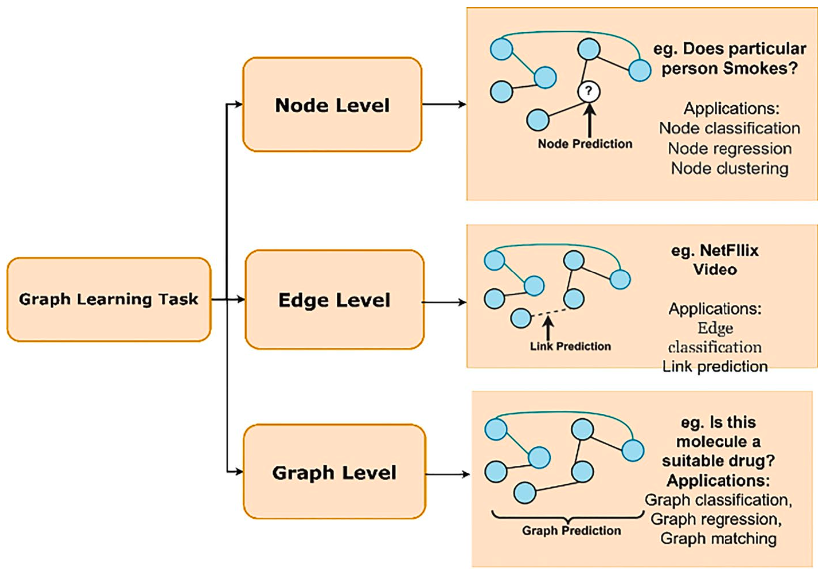 Graph Learning Task
Node Level
eg. Does particular
person Smokes?
?
Node Prediction
Applications:
Node classification
Node regression
Node clustering
Edge Level
eg. NetFllix
Video
Applications:
Edge
classification
Link prediction
Link Prediction
Graph Level
eg. Is this
molecule a
suitable drug?
Applications:
Graph classification,
Graph regression,
Graph matching
Graph Prediction